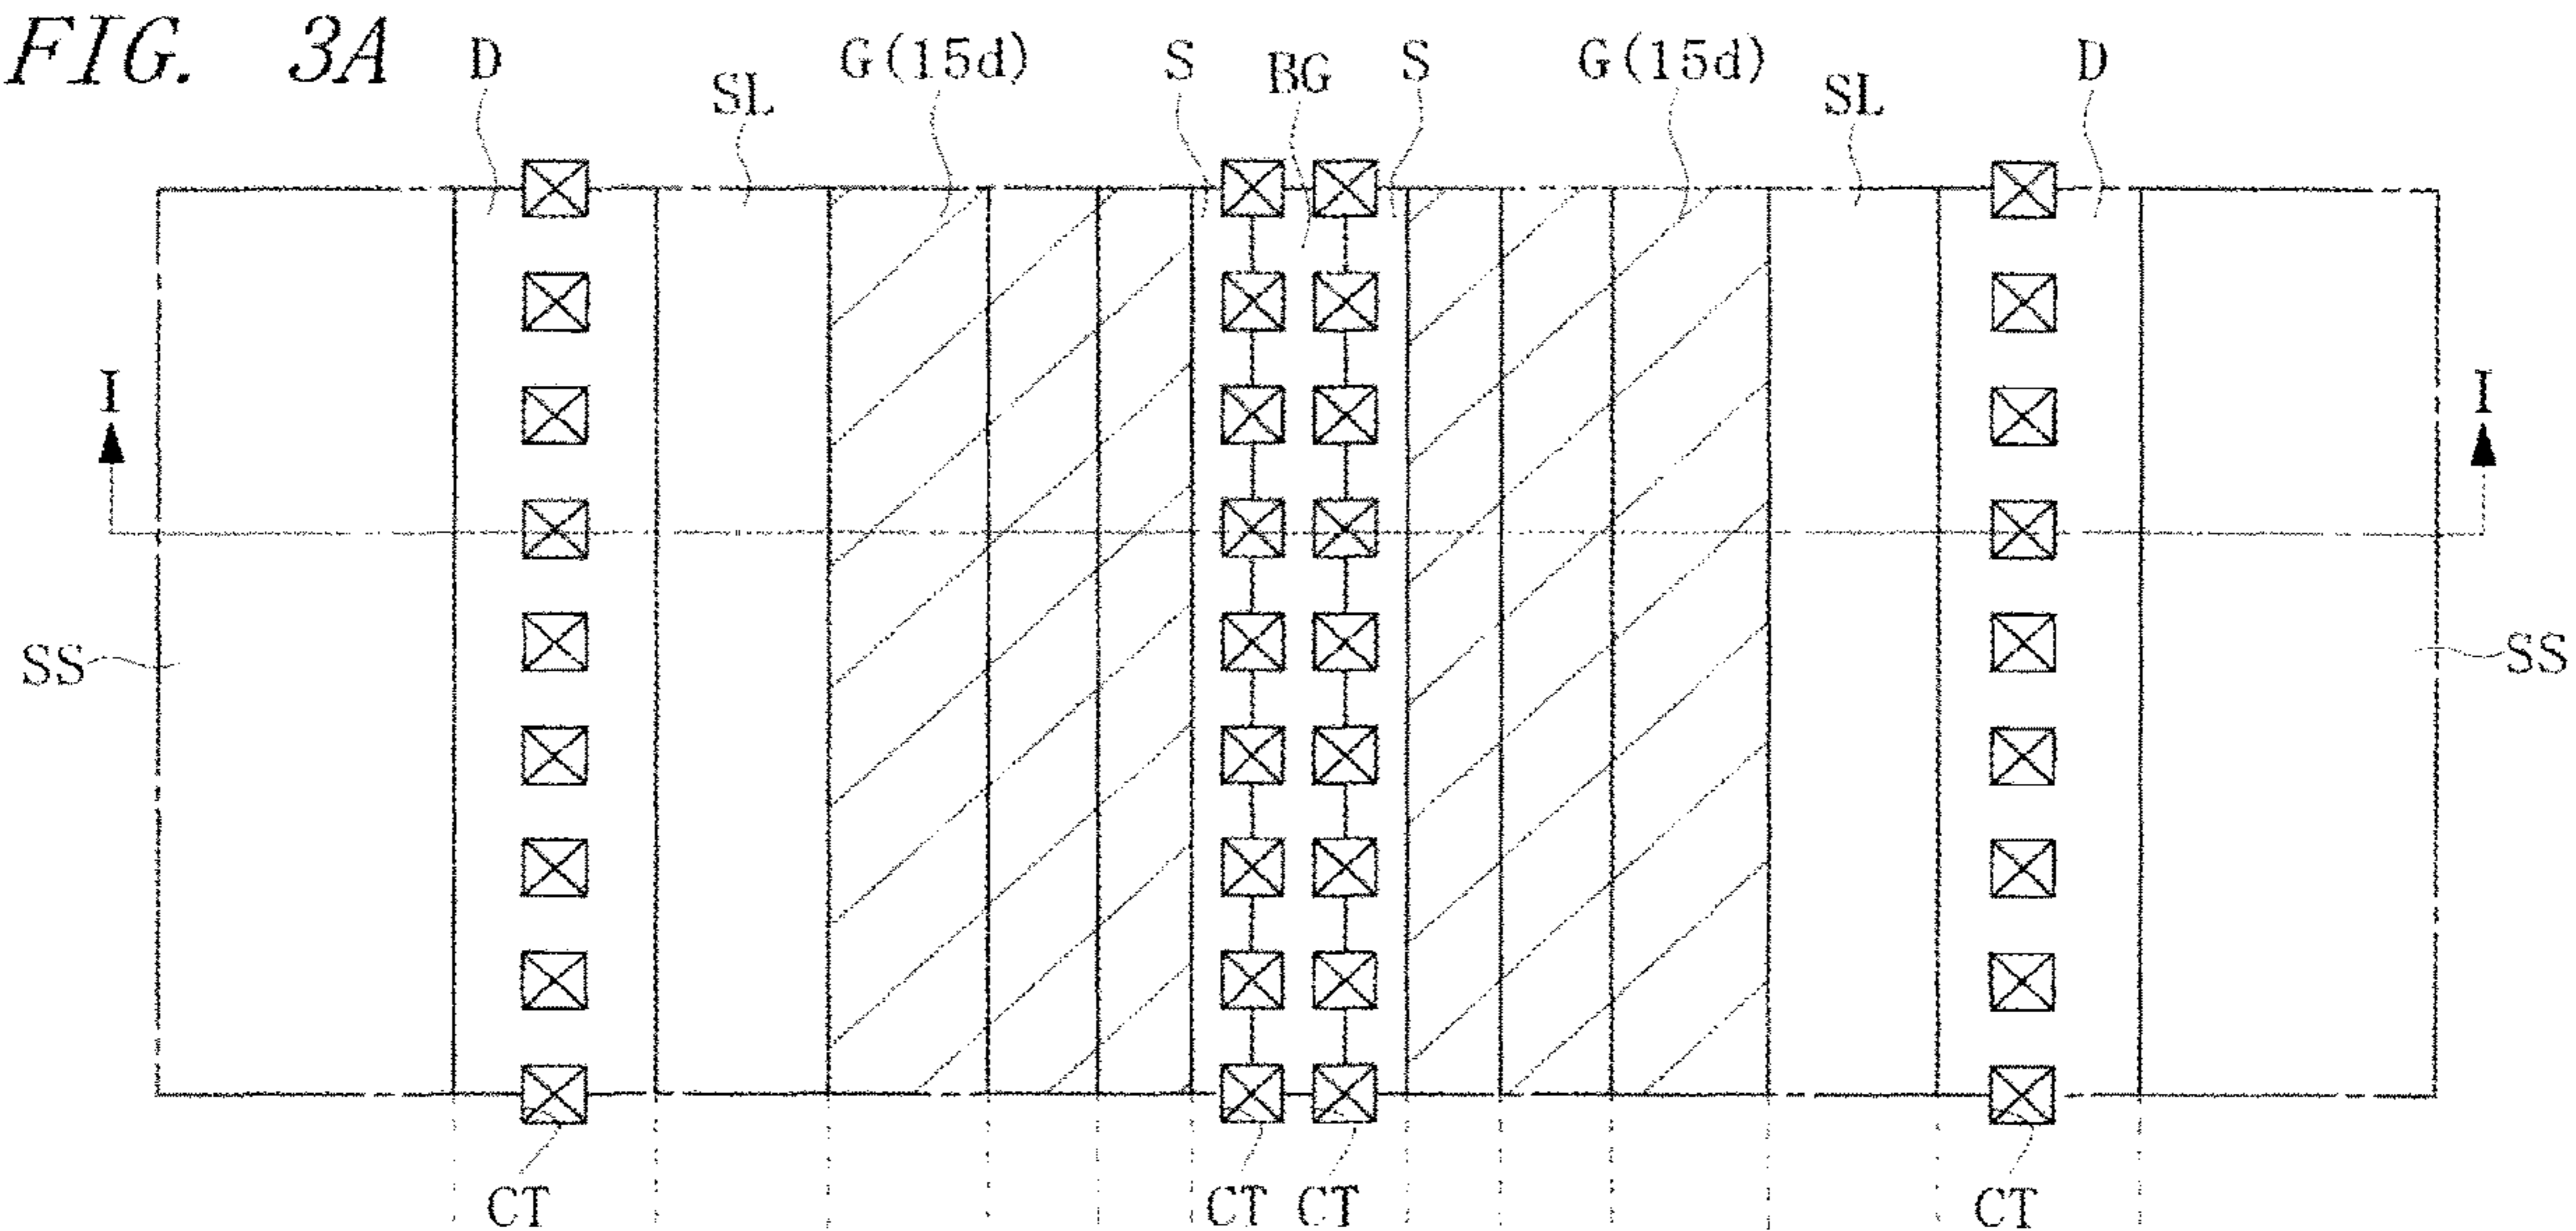 FIG. 3A
D SL G(15d) S BG S G(15d) SL D
I I
SS SS
CT CT CT CT